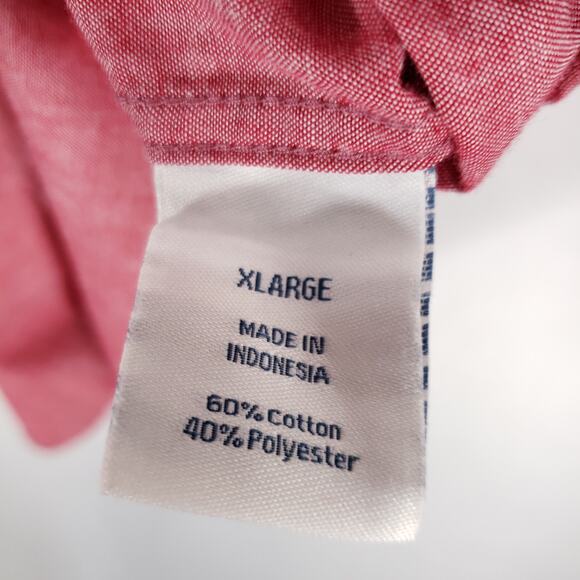 XLARGE
MADE IN
INDONESIA
60% Cotton
40% Polyester